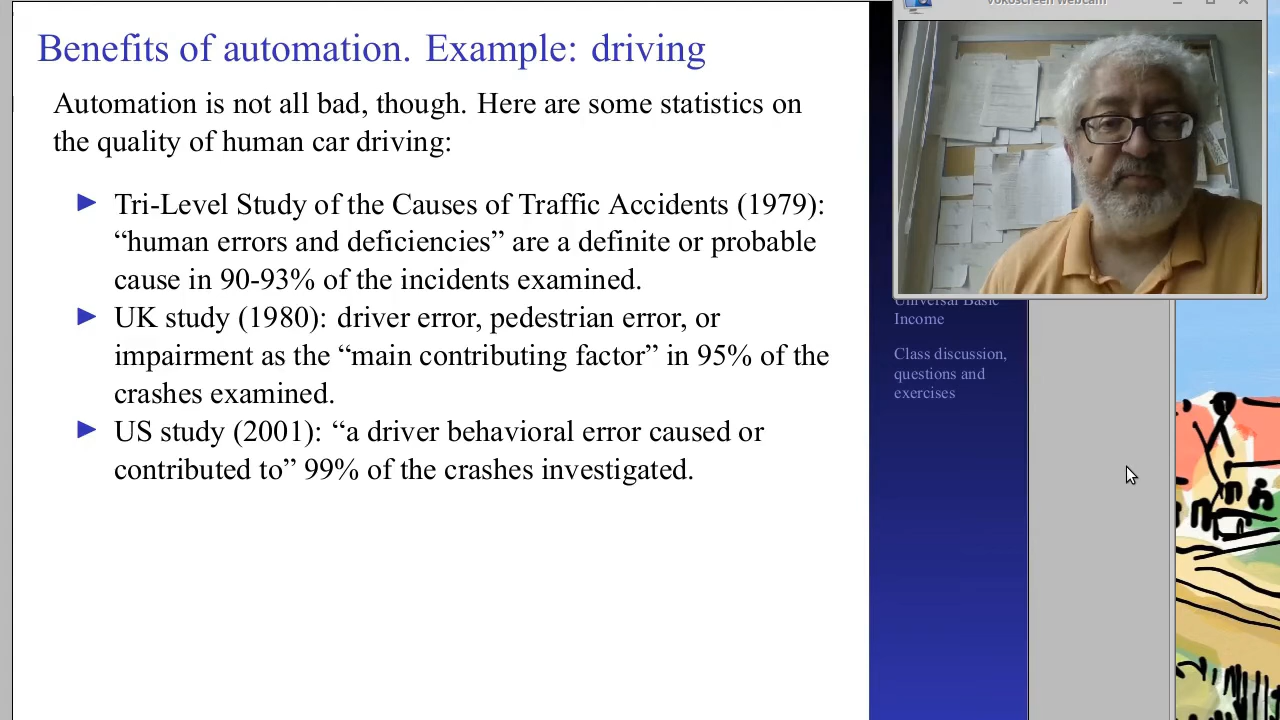 Benefits of automation. Example: driving
Automation is not all bad, though. Here are some statistics on
the quality of human car driving:
Tri-Level Study of the Causes of Traffic Accidents (1979):
“human errors and deficiencies” are a definite or probable
cause in 90-93% of the incidents examined.
UK study (1980): driver error, pedestrian error, or
impairment as the “main contributing factor” in 95% of the
crashes examined.
US study (2001): “a driver behavioral error caused or
contributed to” 99% of the crashes investigated.
vokoscreen webcam
Universal Basic
Income
Class discussion,
questions and
exercises